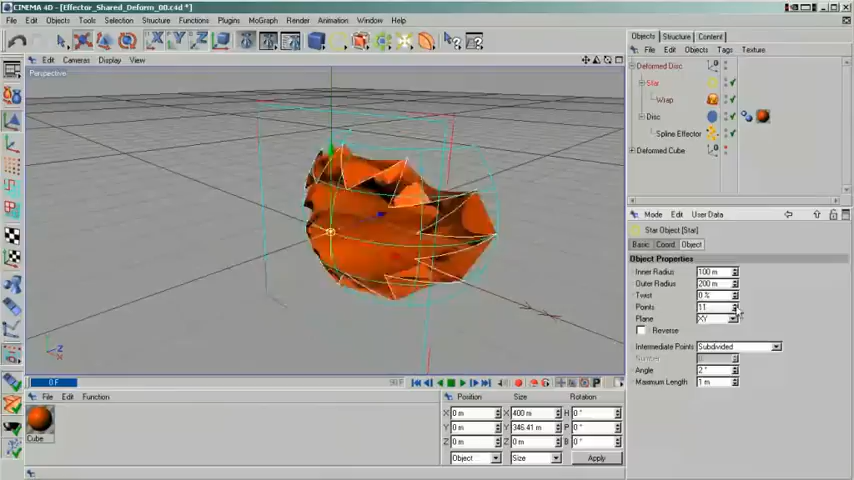 CINEMA 4D - [Effector_Shared_Deform_00.c4d *]
File Edit Objects Tools Selection Structure Functions Plugins MoGraph Render Animation Window Help
Edit Cameras Display View
Perspective
Y
Z
0 F
Objects Structure Content
File Edit Objects Tags Texture
Deformed Disc
Star
Wrap
Disc
Spline Effector
Deformed Cube
Mode Edit User Data
Star Object [Star]
Basic Coord Object
Object Properties
Inner Radius 100 m
Outer Radius 200 m
Twist 0 %
Points 11
Plane XY
Reverse
Intermediate Points Subdivided
Number
Angle 2 °
Maximum Length 1 m
File Edit Function
Cube
Position Size Rotation
X 0 m X 400 m H 0 °
Y 0 m Y 346.41 m P 0 °
Z 0 m Z 0 m B 0 °
Object Size Apply